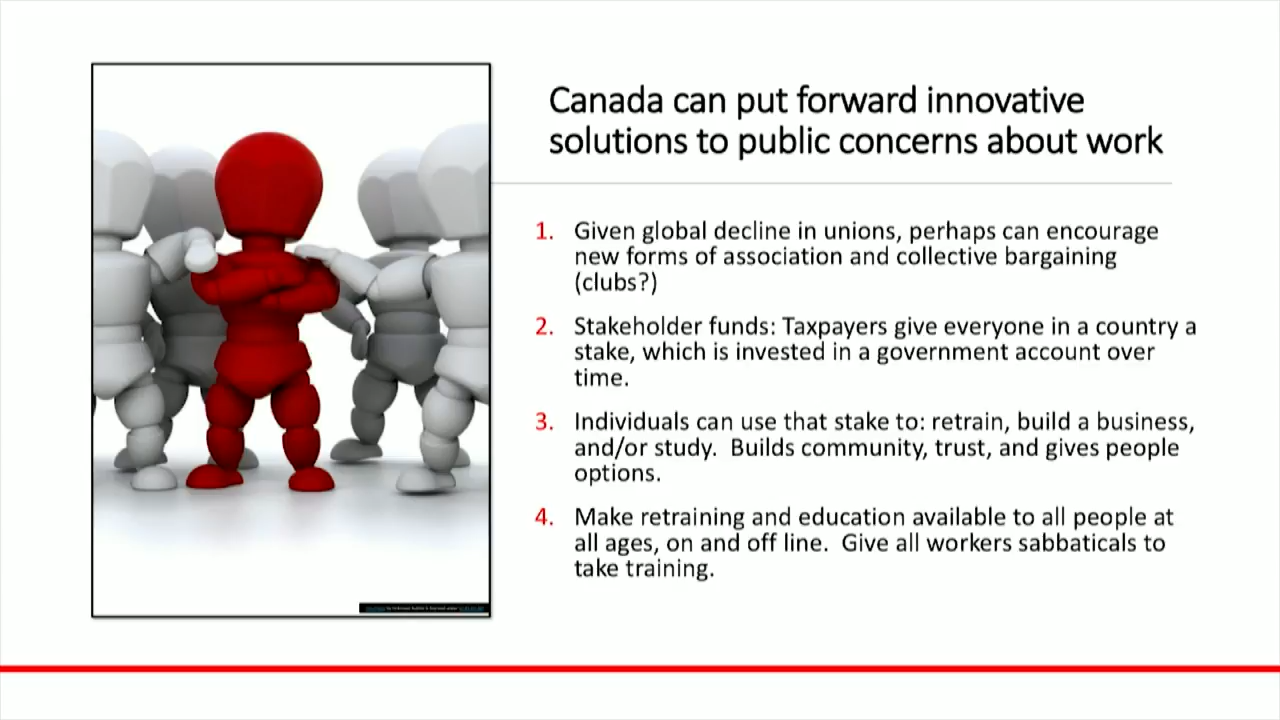 Canada can put forward innovative
solutions to public concerns about work
1. Given global decline in unions, perhaps can encourage
new forms of association and collective bargaining
(clubs?)
2. Stakeholder funds: Taxpayers give everyone in a country a
stake, which is invested in a government account over
time.
3. Individuals can use that stake to: retrain, build a business,
and/or study.  Builds community, trust, and gives people
options.
4. Make retraining and education available to all people at
all ages, on and off line.  Give all workers sabbaticals to
take training.